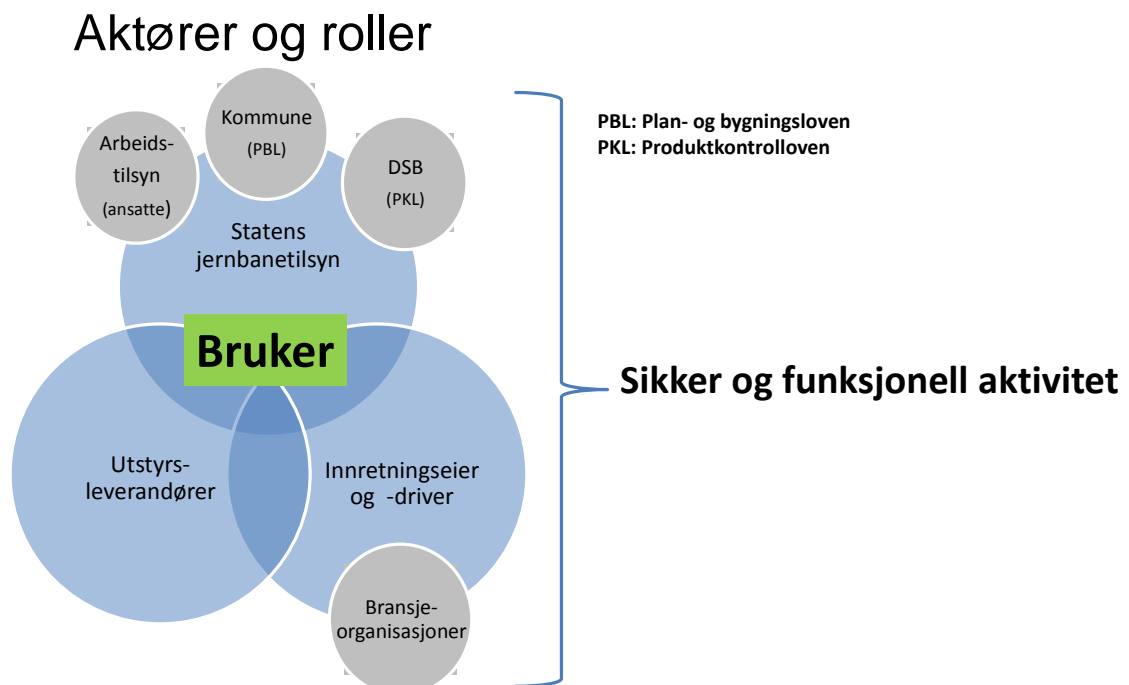 Aktører og roller
Kommune
(PBL)
Arbeids-
tilsyn
(ansatte)
DSB
(PKL)
PBL: Plan- og bygningsloven
PKL: Produktkontrolloven
Statens
jernbanetilsyn
Bruker
Sikker og funksjonell aktivitet
Utstyrs-
leverandører
Innretningseier
og -driver
Bransje-
organisasjoner